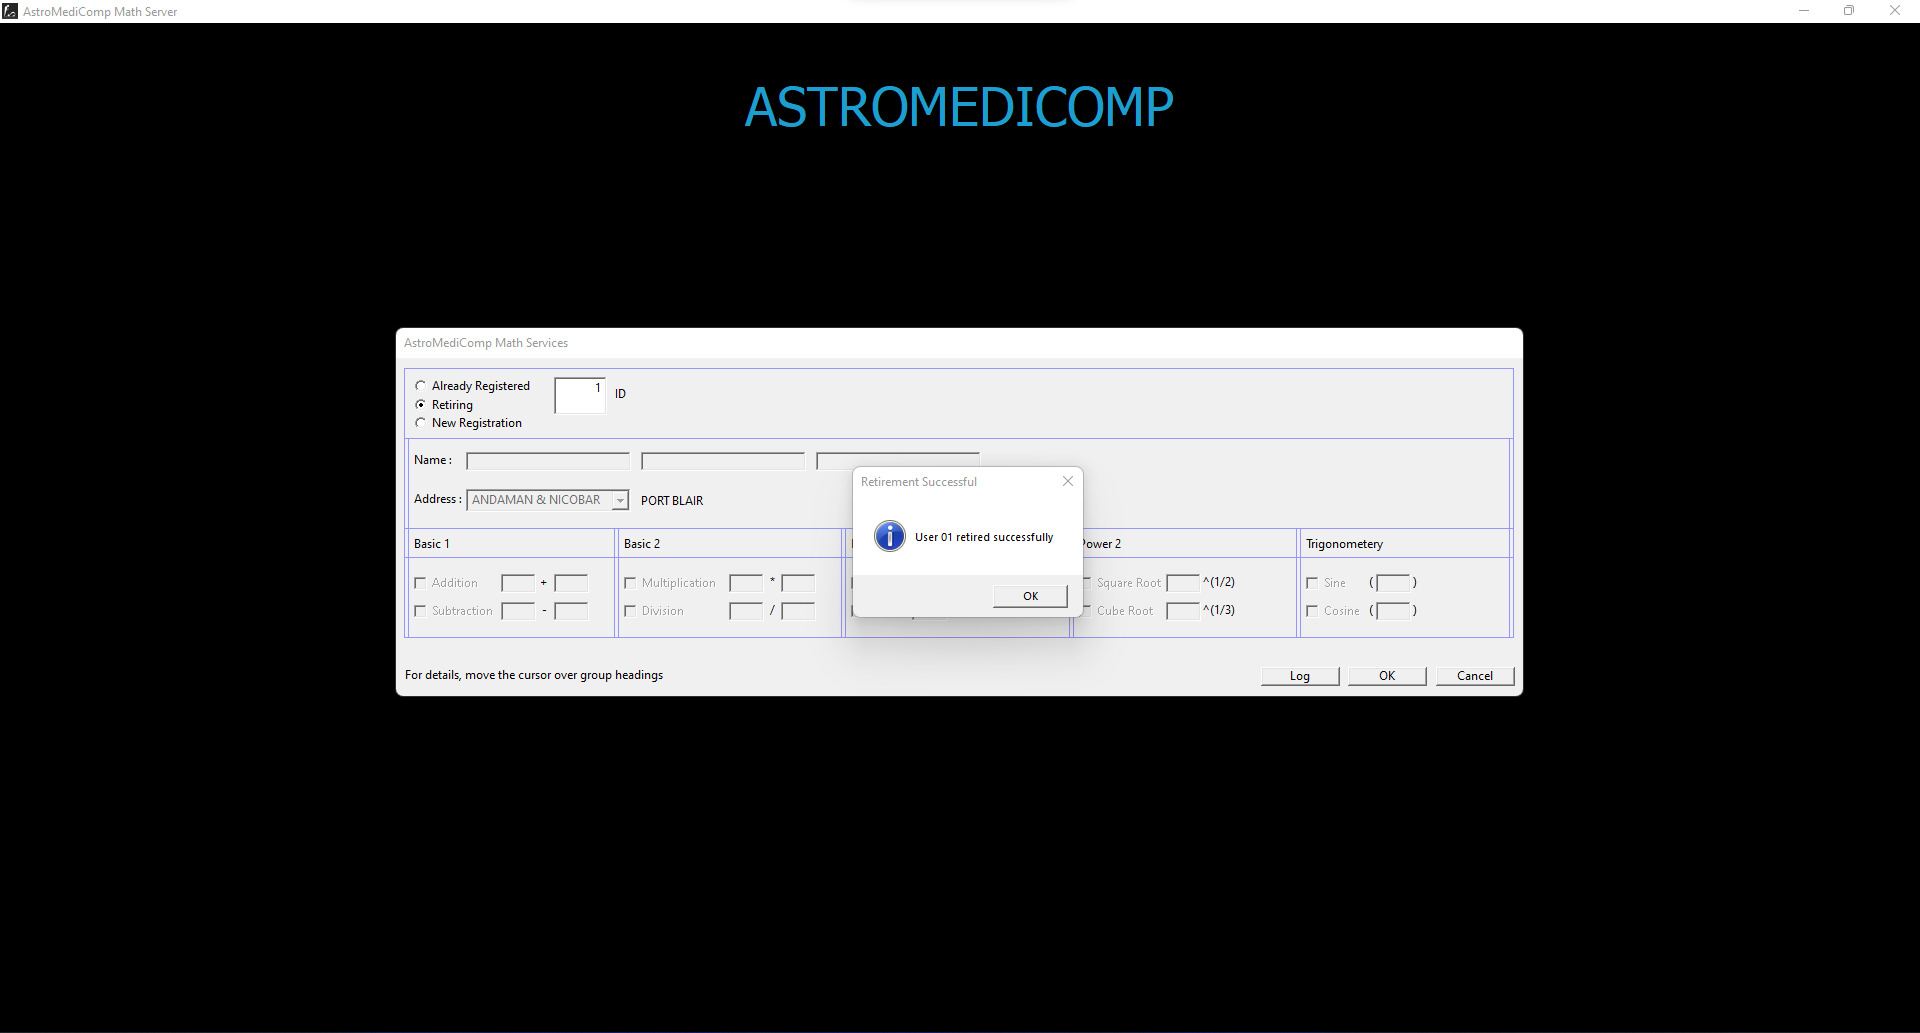 AstroMediComp Math Server
ASTROMEDICOMP
AstroMediComp Math Services
Already Registered
Retiring
New Registration
1 ID
Name :
Address : ANDAMAN & NICOBAR PORT BLAIR
Retirement Successful
User 01 retired successfully
OK
Basic 1
Addition +
Subtraction -
Basic 2
Multiplication *
Division /
Power 2
Square Root ^(1/2)
Cube Root ^(1/3)
Trigonometery
Sine ( )
Cosine ( )
For details, move the cursor over group headings
Log OK Cancel